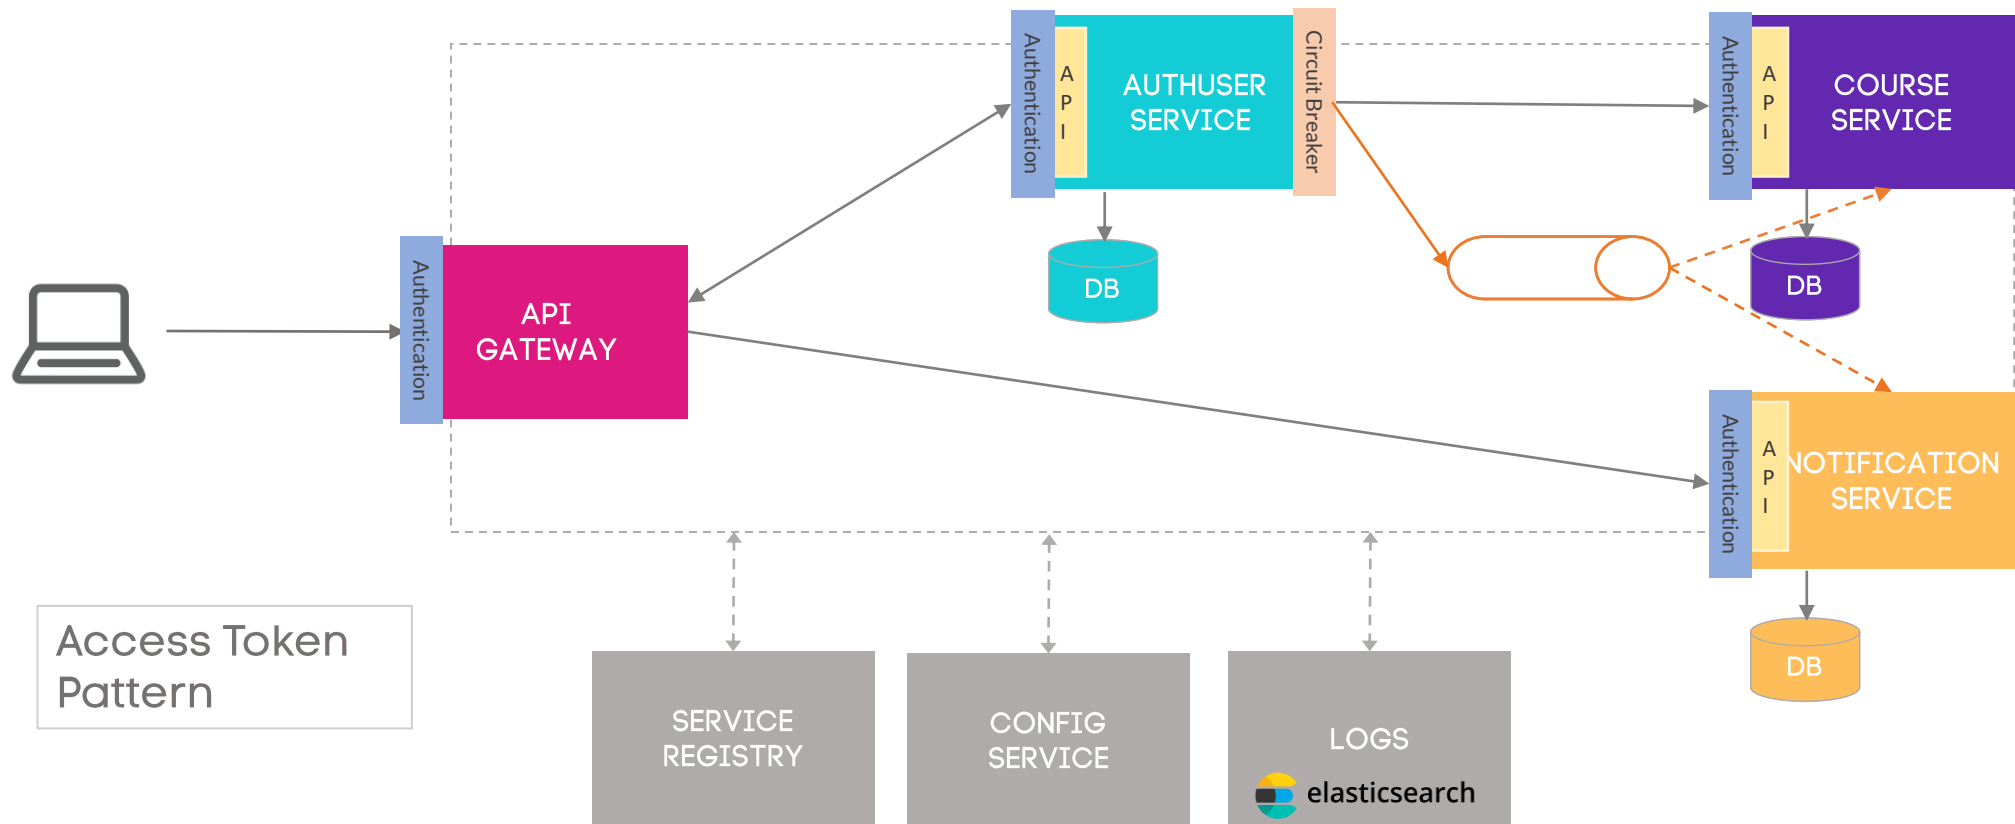 Authentication
A
P
I
AUTHUSER
SERVICE
Circuit Breaker
Authentication
A
P
I
COURSE
SERVICE
Authentication
API
GATEWAY
DB
DB
Authentication
A
P
I
NOTIFICATION
SERVICE
DB
Access Token
Pattern
SERVICE
REGISTRY
CONFIG
SERVICE
LOGS
elasticsearch